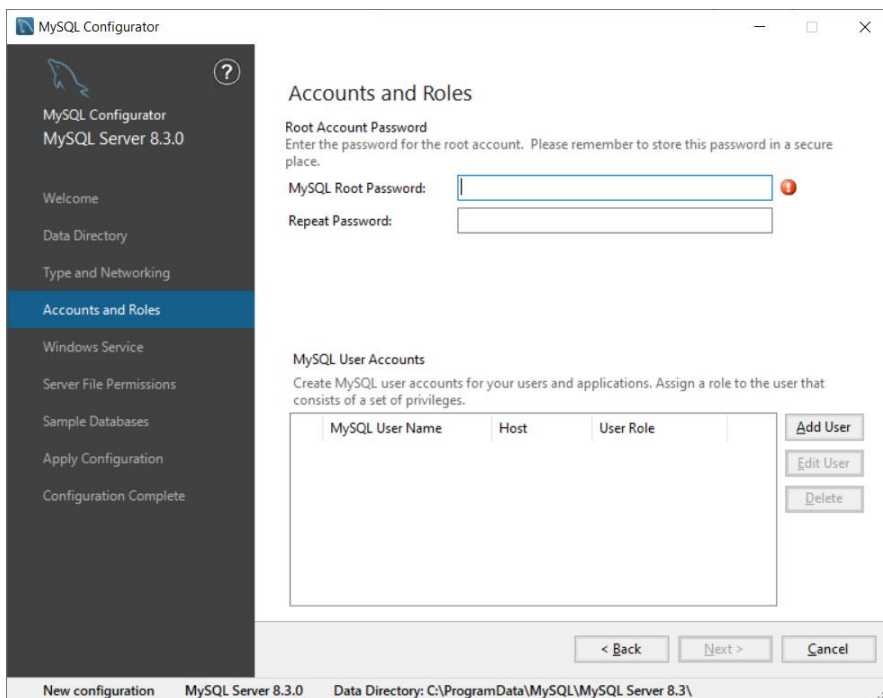 MySQL Configurator
?
MySQL Configurator
MySQL Server 8.3.0
Welcome
Data Directory
Type and Networking
Accounts and Roles
Windows Service
Server File Permissions
Sample Databases
Apply Configuration
Configuration Complete
Accounts and Roles
Root Account Password
Enter the password for the root account.  Please remember to store this password in a secure
place.
MySQL Root Password:
Repeat Password:
MySQL User Accounts
Create MySQL user accounts for your users and applications. Assign a role to the user that
consists of a set of privileges.
MySQL User Name Host User Role
Add User
Edit User
Delete
< Back Next > Cancel
New configuration MySQL Server 8.3.0 Data Directory: C:\ProgramData\MySQL\MySQL Server 8.3\